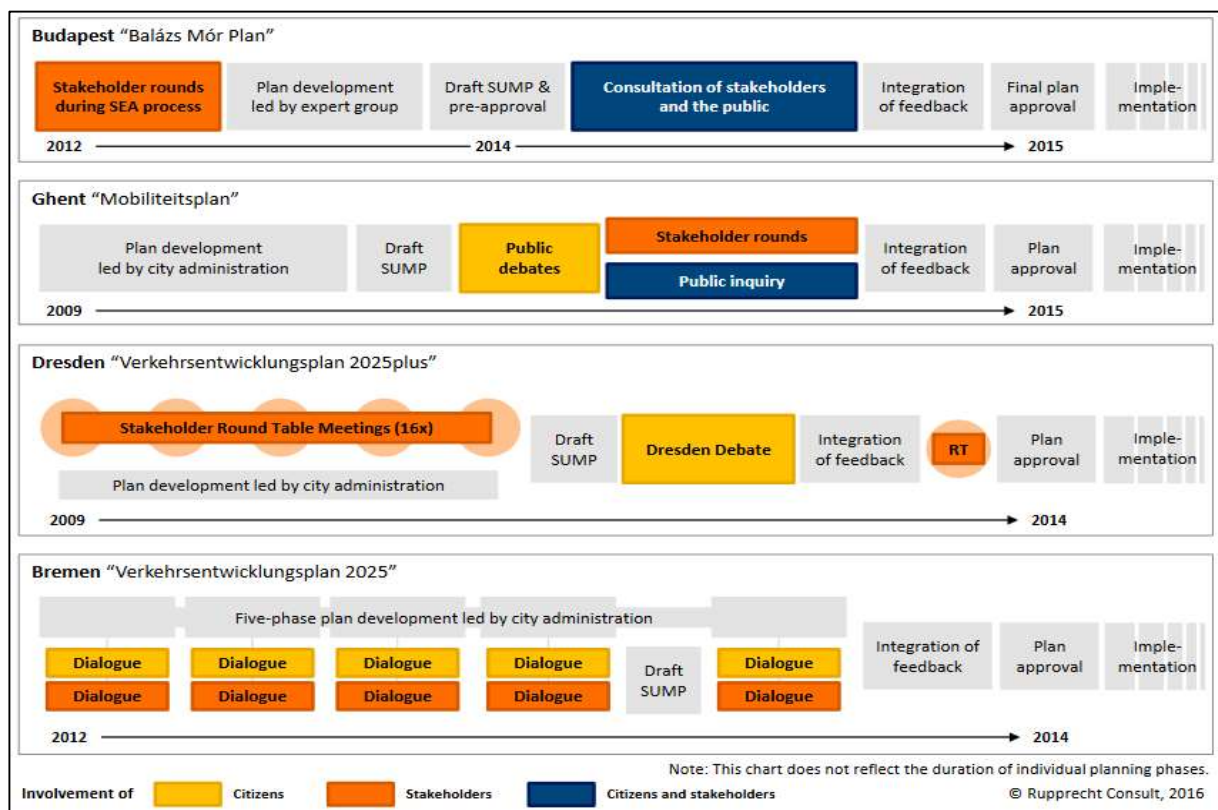 Budapest “Balázs Mór Plan”
Stakeholder rounds
during SEA process
Plan development
led by expert group
Draft SUMP &
pre-approval
Consultation of stakeholders
and the public
Integration
of feedback
Final plan
approval
Imple-
mentation
2012
2014
2015
Ghent “Mobiliteitsplan”
Plan development
led by city administration
Draft
SUMP
Public
debates
Stakeholder rounds
Public inquiry
Integration
of feedback
Plan
approval
Imple-
mentation
2009
2015
Dresden “Verkehrsentwicklungsplan 2025plus”
Stakeholder Round Table Meetings (16x)
Plan development led by city administration
Draft
SUMP
Dresden Debate
Integration
of feedback
RT
Plan
approval
Imple-
mentation
2009
2014
Bremen “Verkehrsentwicklungsplan 2025”
Five-phase plan development led by city administration
Dialogue
Dialogue
Dialogue
Dialogue
Dialogue
Dialogue
Dialogue
Dialogue
Draft
SUMP
Dialogue
Dialogue
Integration of
feedback
Plan
approval
Imple-
mentation
2012
2014
Note: This chart does not reflect the duration of individual planning phases.
Involvement of
Citizens
Stakeholders
Citizens and stakeholders
© Rupprecht Consult, 2016